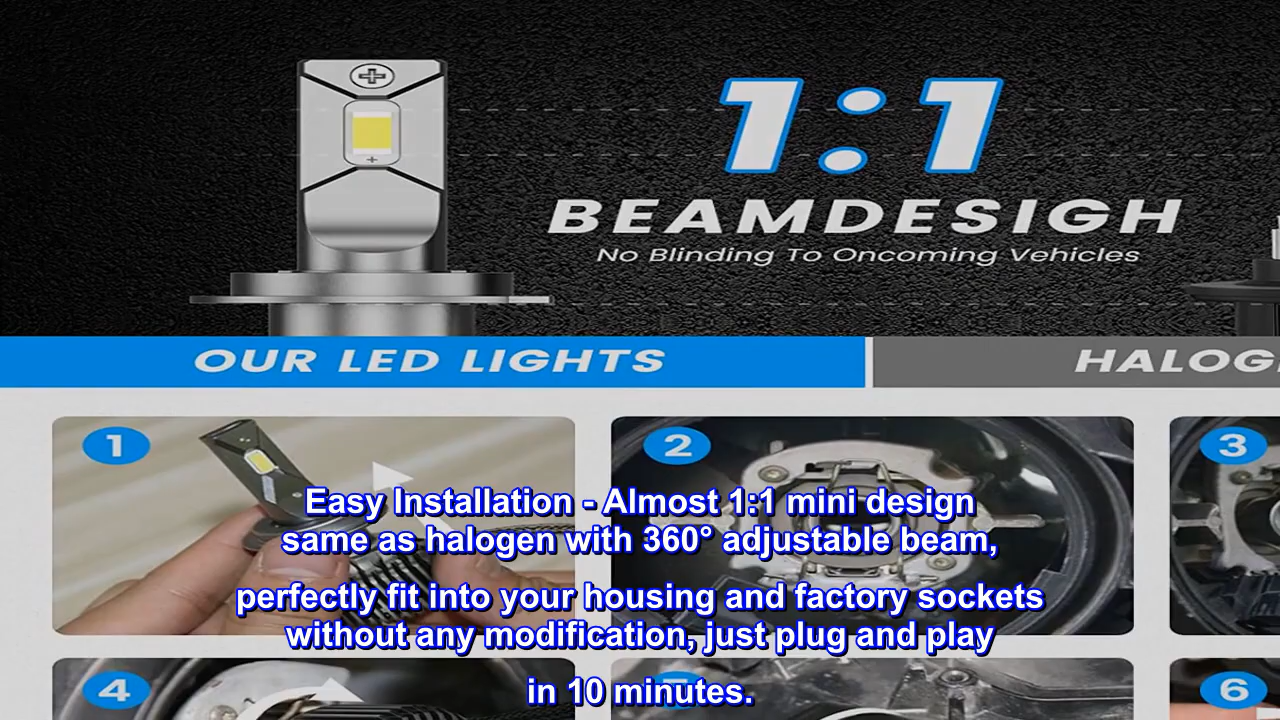 1:1
BEAMDESIGH
No Blinding To Oncoming Vehicles
OUR LED LIGHTS
HALOG
1
2
3
Easy Installation - Almost 1:1 mini design
same as halogen with 360° adjustable beam,
perfectly fit into your housing and factory sockets
without any modification, just plug and play
4
6
in 10 minutes.